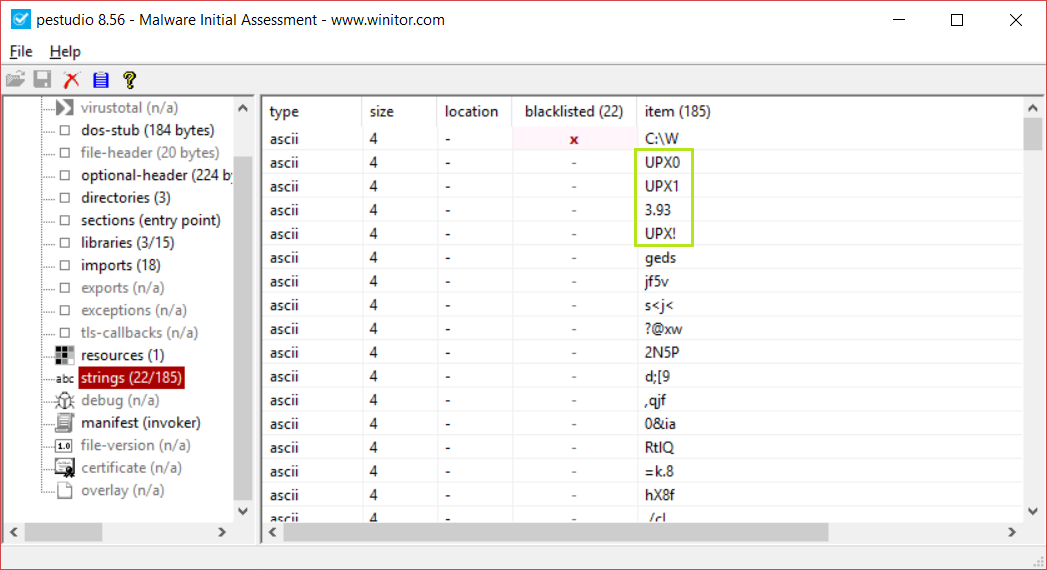 pestudio 8.56 - Malware Initial Assessment - www.winitor.com
File Help
virustotal (n/a)
dos-stub (184 bytes)
file-header (20 bytes)
optional-header (224 by
directories (3)
sections (entry point)
libraries (3/15)
imports (18)
exports (n/a)
exceptions (n/a)
tls-callbacks (n/a)
resources (1)
abc strings (22/185)
debug (n/a)
manifest (invoker)
1.0 file-version (n/a)
certificate (n/a)
overlay (n/a)
type size location blacklisted (22) item (185)
ascii 4 - x C:\W
ascii 4 - - UPX0
ascii 4 - - UPX1
ascii 4 - - 3.93
ascii 4 - - UPX!
ascii 4 - - geds
ascii 4 - - jf5v
ascii 4 - - s<j<
ascii 4 - - ?@xw
ascii 4 - - 2N5P
ascii 4 - - d;[9
ascii 4 - - ,qjf
ascii 4 - - 0&ia
ascii 4 - - RtlQ
ascii 4 - - =k.8
ascii 4 - - hX8f
ascii 4 - -